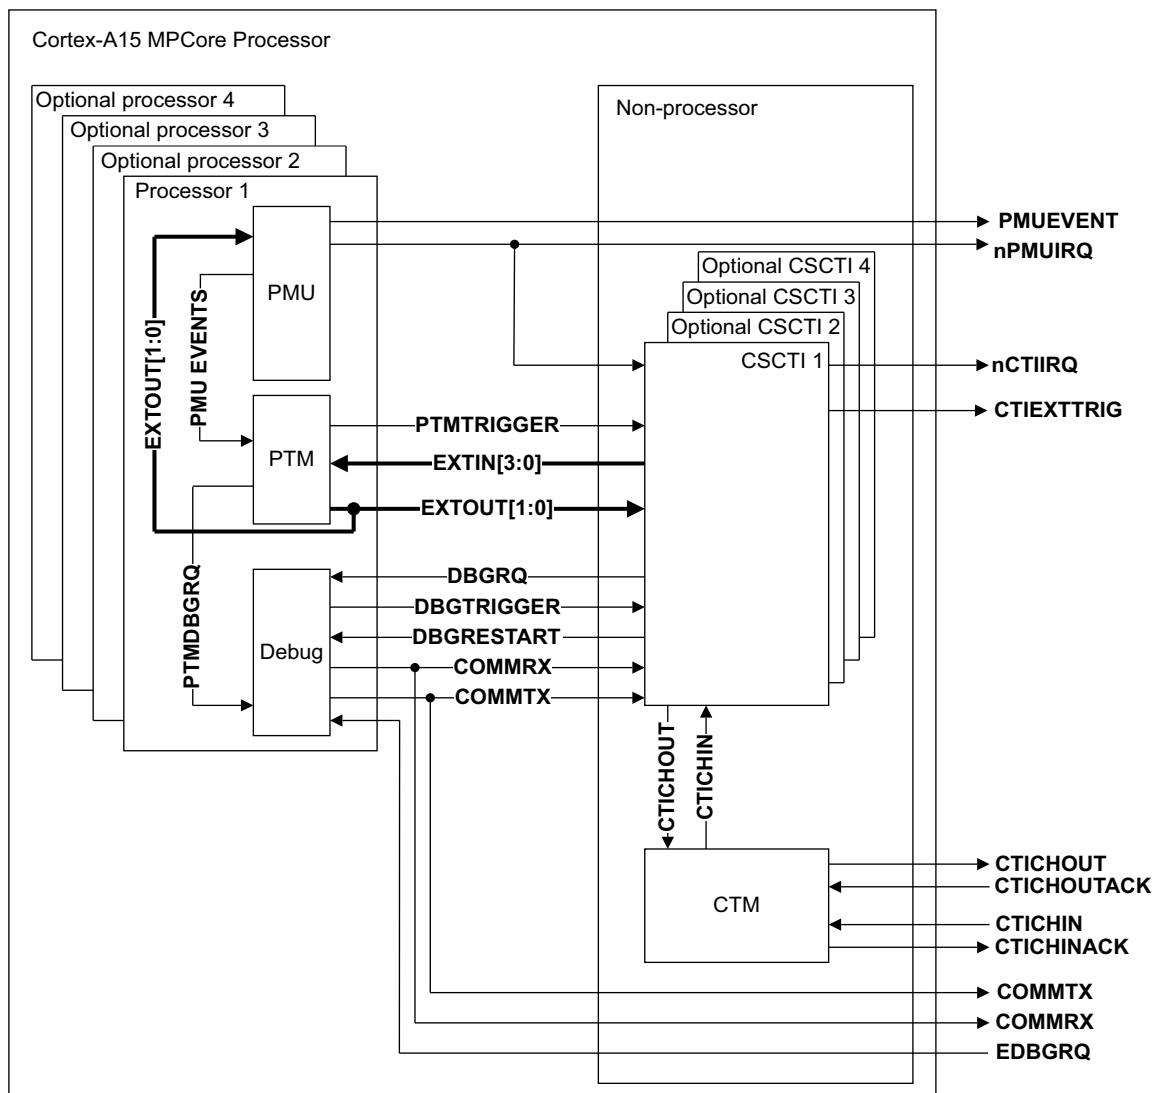 Cortex-A15 MPCore Processor
Optional processor 4
Optional processor 3
Optional processor 2
Processor 1
Non-processor
PMUEVENT
nPMUIRQ
Optional CSCTI 4
Optional CSCTI 3
Optional CSCTI 2
CSCTI 1
PMU
EXTOUT[1:0]
PMU EVENTS
nCTIIRQ
CTIEXTTRIG
PTM
PTMTRIGGER
EXTIN[3:0]
EXTOUT[1:0]
PTMDBGRQ
Debug
DBGRQ
DBGTRIGGER
DBGRESTART
COMMRX
COMMTX
CTICHOUT
CTICHIN
CTM
CTICHOUT
CTICHOUTACK
CTICHIN
CTICHINACK
COMMTX
COMMRX
EDBGRQ